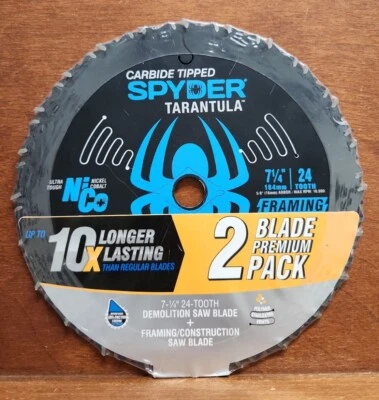 CARBIDE TIPPED
SPYDER
TARANTULA™
ULTRA
TOUGH
NiCo
NICKEL
COBALT
7¼"
184mm
24
TOOTH
FRAMING
UP TO
10X
LONGER
LASTING
THAN REGULAR BLADES
2
BLADE
PREMIUM
PACK
7-¼" 24-TOOTH
DEMOLITION SAW BLADE
+
FRAMING/CONSTRUCTION
SAW BLADE